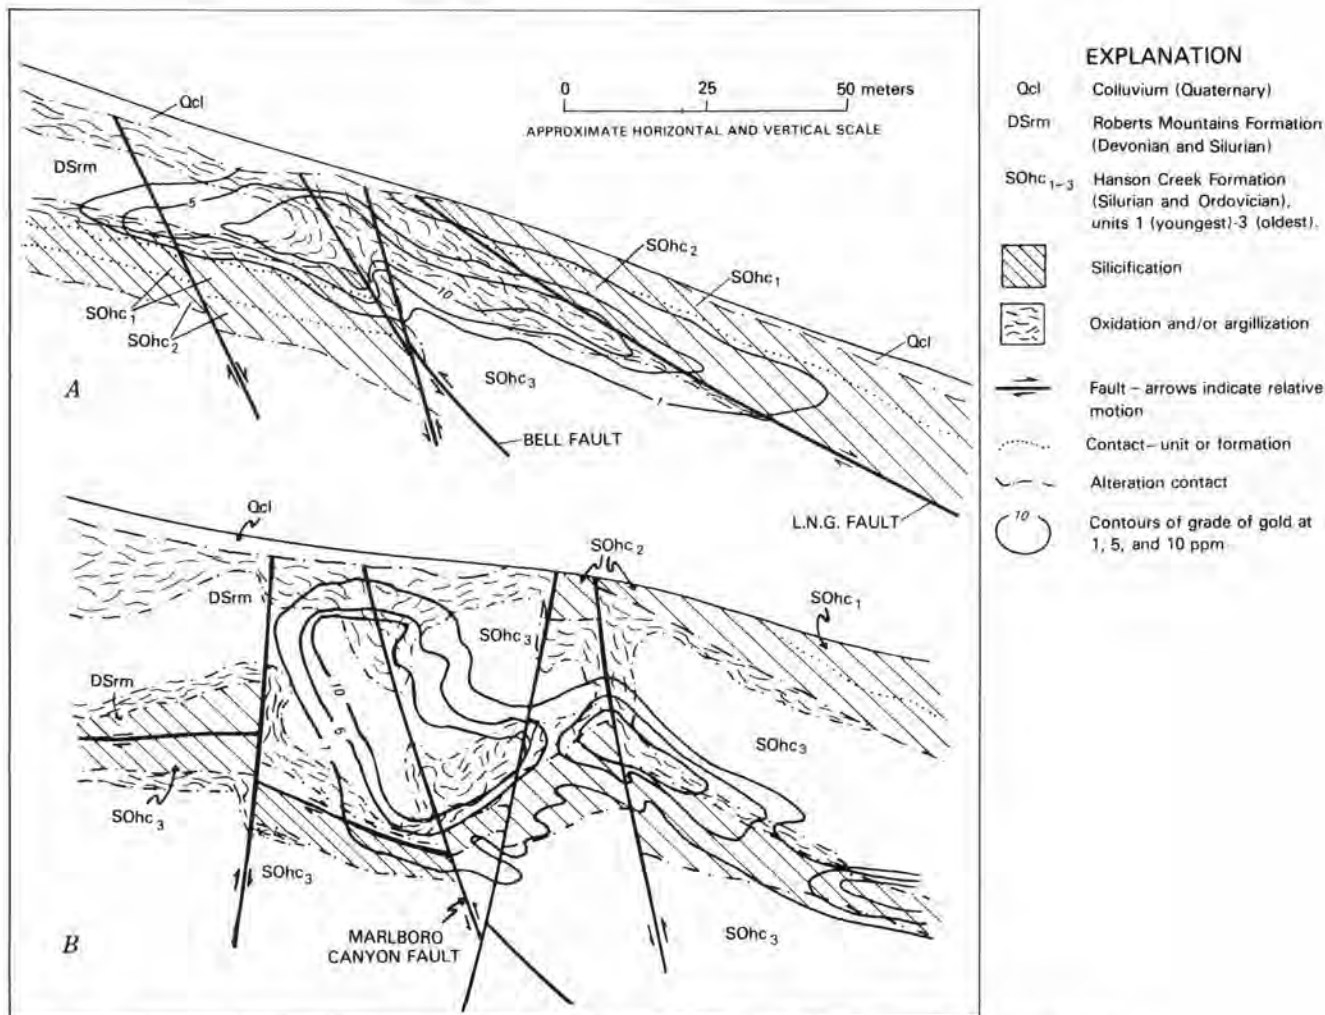 Qcl
0 25 50 meters
APPROXIMATE HORIZONTAL AND VERTICAL SCALE
DSrm
5
SOhc2
SOhc1
10
SOhc1
SOhc2
Qcl
A
SOhc3
1
BELL FAULT
L.N.G. FAULT
Qcl
SOhc2
DSrm
SOhc3
SOhc1
DSrm
10
6
1
SOhc3
SOhc3
SOhc3
MARLBORO
CANYON FAULT
SOhc3
B
EXPLANATION
Qcl Colluvium (Quaternary)
DSrm Roberts Mountains Formation
(Devonian and Silurian)
SOhc1-3 Hanson Creek Formation
(Silurian and Ordovician),
units 1 (youngest)-3 (oldest).
Silicification
Oxidation and/or argillization
Fault – arrows indicate relative
motion
Contact – unit or formation
Alteration contact
10 Contours of grade of gold at
1, 5, and 10 ppm